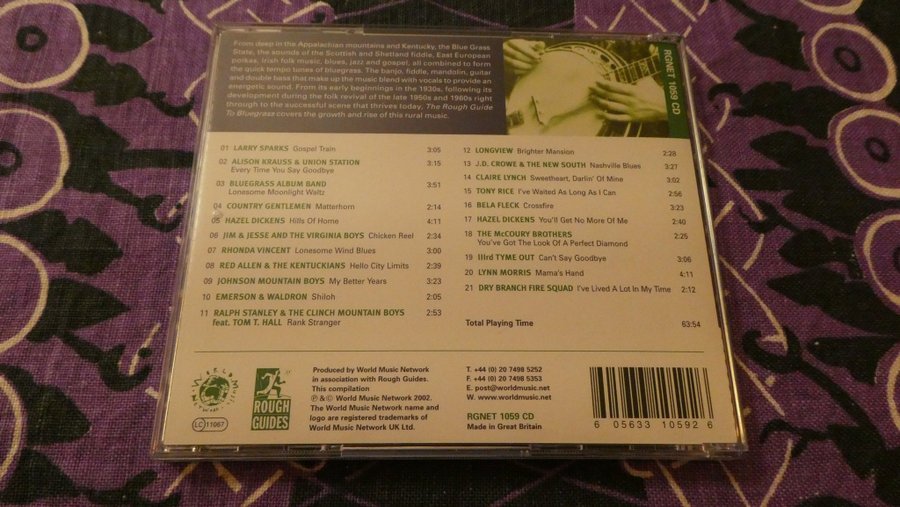 From deep in the Appalachian mountains and Kentucky, the Blue Grass
State, the sounds of the Scottish and Shetland fiddle, East European
polkas, Irish folk music, blues, jazz and gospel, all combined to form
the quick tempo tunes of bluegrass. The banjo, fiddle, mandolin, guitar
and double bass that make up the music blend with vocals to provide an
energetic sound. From its early beginnings in the 1930s, following its
development during the folk revival of the late 1950s and 1960s right
through to the successful scene that thrives today, The Rough Guide
To Bluegrass covers the growth and rise of this rural music.
RGNET 1059 CD
01 LARRY SPARKS Gospel Train 3:05
02 ALISON KRAUSS & UNION STATION 3:15
Every Time You Say Goodbye
03 BLUEGRASS ALBUM BAND 3:51
Lonesome Moonlight Waltz
04 COUNTRY GENTLEMEN Matterhorn 2:14
05 HAZEL DICKENS Hills Of Home 4:11
06 JIM & JESSE AND THE VIRGINIA BOYS Chicken Reel 2:34
07 RHONDA VINCENT Lonesome Wind Blues 3:00
08 RED ALLEN & THE KENTUCKIANS Hello City Limits 2:39
09 JOHNSON MOUNTAIN BOYS My Better Years 3:23
10 EMERSON & WALDRON Shiloh 2:05
11 RALPH STANLEY & THE CLINCH MOUNTAIN BOYS 2:53
feat. TOM T. HALL Rank Stranger
12 LONGVIEW Brighter Mansion 2:28
13 J.D. CROWE & THE NEW SOUTH Nashville Blues 3:27
14 CLAIRE LYNCH Sweetheart, Darlin' Of Mine 3:02
15 TONY RICE I've Waited As Long As I Can 2:56
16 BELA FLECK Crossfire 3:23
17 HAZEL DICKENS You'll Get No More Of Me 2:40
18 THE McCOURY BROTHERS 2:25
You've Got The Look Of A Perfect Diamond
19 IIIrd TYME OUT Can't Say Goodbye 3:06
20 LYNN MORRIS Mama's Hand 4:11
21 DRY BRANCH FIRE SQUAD I've Lived A Lot In My Time 2:12
Total Playing Time 63:54
LC 11067
ROUGH
GUIDES
Produced by World Music Network
in association with Rough Guides.
This compilation
℗ & © World Music Network 2002.
The World Music Network name and
logo are registered trademarks of
World Music Network UK Ltd.
T. +44 (0) 20 7498 5252
F. +44 (0) 20 7498 5353
E. post@worldmusic.net
W. www.worldmusic.net
RGNET 1059 CD
Made in Great Britain
6 05633 10592 6